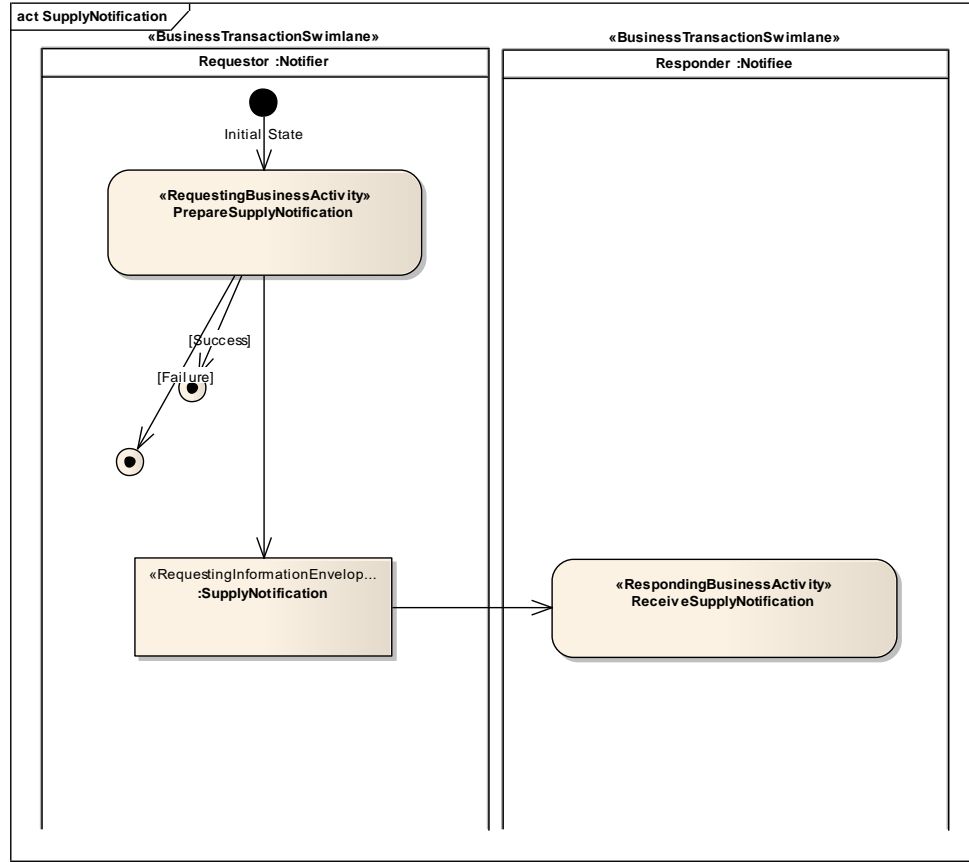 act SupplyNotification
«BusinessTransactionSwimlane»
Requestor :Notifier
«BusinessTransactionSwimlane»
Responder :Notifiee
Initial State
«RequestingBusinessActivity»
PrepareSupplyNotification
[Success]
[Failure]
«RequestingInformationEnvelop...
:SupplyNotification
«RespondingBusinessActivity»
ReceiveSupplyNotification